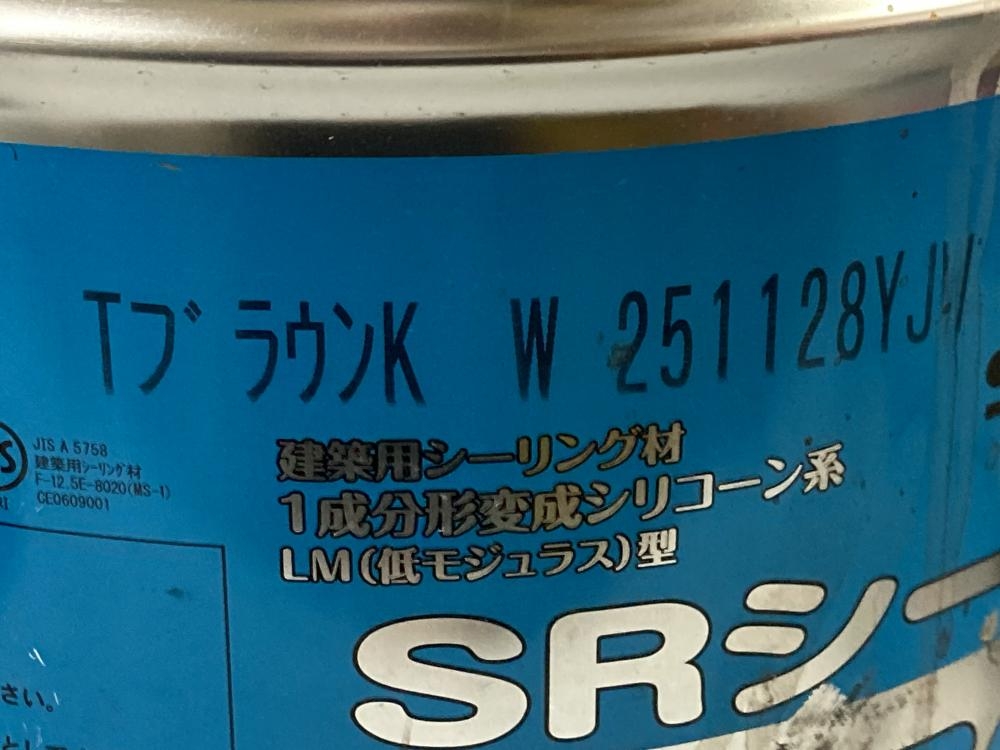 TブラウンK W 251128YJW
JIS A 5758
建築用シーリング材
F-12.5E-8020(MS-1)
CE0609001
建築用シーリング材
1成分形変成シリコーン系
LM(低モジュラス)型
SRシー
さい。